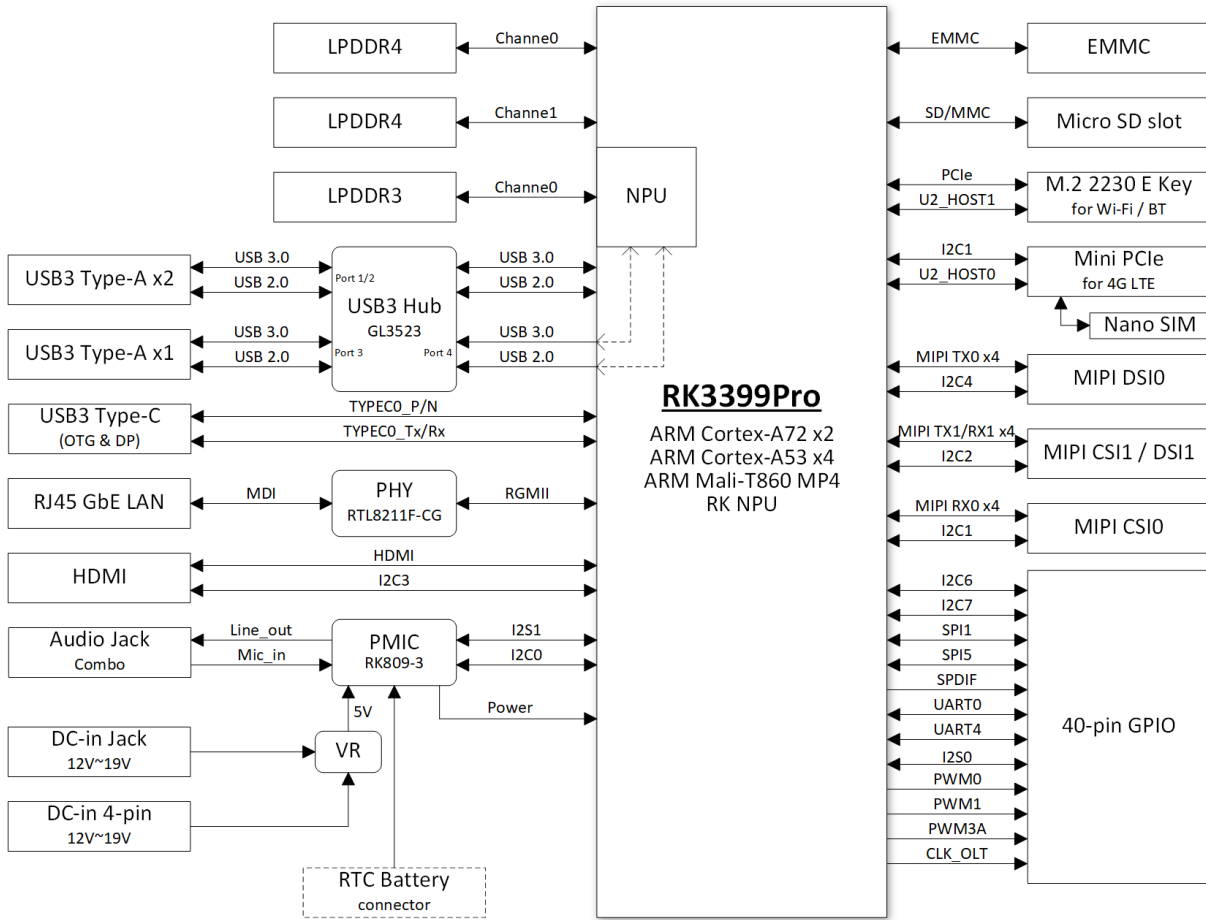 LPDDR4
Channe0
LPDDR4
Channe1
LPDDR3
Channe0
NPU
USB3 Type-A x2
USB 3.0
USB 2.0
Port 1/2
USB3 Hub
GL3523
Port 3
Port 4
USB 3.0
USB 2.0
USB3 Type-A x1
USB 3.0
USB 2.0
USB 3.0
USB 2.0
USB3 Type-C
(OTG & DP)
TYPEC0_P/N
TYPEC0_Tx/Rx
RJ45 GbE LAN
MDI
PHY
RTL8211F-CG
RGMII
HDMI
HDMI
I2C3
Audio Jack
Combo
Line_out
Mic_in
PMIC
RK809-3
I2S1
I2C0
5V
Power
DC-in Jack
12V~19V
VR
DC-in 4-pin
12V~19V
RTC Battery
connector
RK3399Pro
ARM Cortex-A72 x2
ARM Cortex-A53 x4
ARM Mali-T860 MP4
RK NPU
EMMC
EMMC
SD/MMC
Micro SD slot
PCIe
U2_HOST1
M.2 2230 E Key
for Wi-Fi / BT
I2C1
U2_HOST0
Mini PCIe
for 4G LTE
Nano SIM
MIPI TX0 x4
I2C4
MIPI DSI0
MIPI TX1/RX1 x4
I2C2
MIPI CSI1 / DSI1
MIPI RX0 x4
I2C1
MIPI CSI0
I2C6
I2C7
SPI1
SPI5
SPDIF
UART0
UART4
I2S0
PWM0
PWM1
PWM3A
CLK_OLT
40-pin GPIO